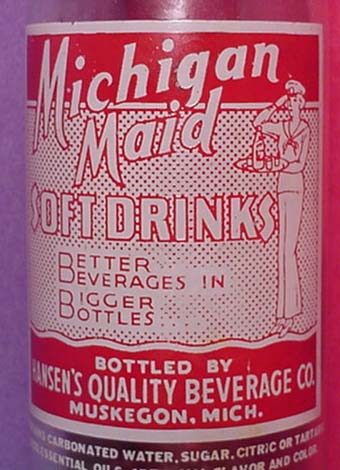 Michigan
Maid
SOFT DRINKS
BETTER
BEVERAGES IN
BIGGER
BOTTLES
BOTTLED BY
HANSEN'S QUALITY BEVERAGE CO.
MUSKEGON, MICH.
CARBONATED WATER, SUGAR, CITRIC OR TARTARIC
ESSENTIAL OILS, FLAVOR AND COLOR.